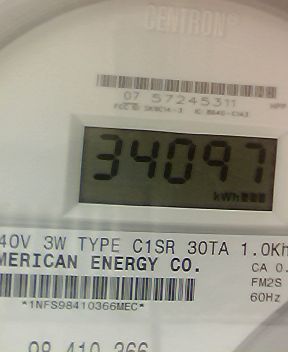 CENTRON®
07 57245311
34097
kWh
40V 3W TYPE C1SR 30TA 1.0Kh
MERICAN ENERGY CO.
CA 0.
FM2S
60Hz
*1NFS98410366MEC*
98 410 366